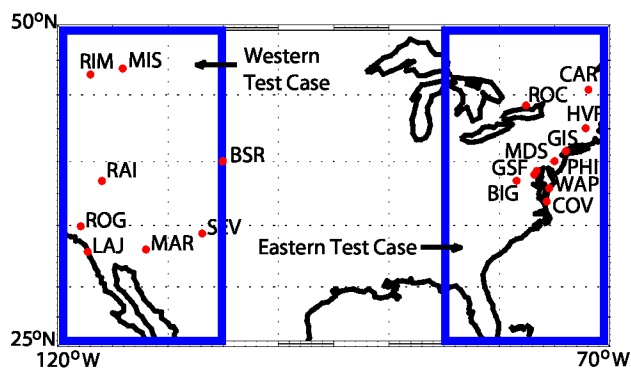 50°N
RIM
MIS
Western
Test Case
CAR
ROC
HVF
GIS
MDS
BSR
GSF
PHI
RAI
BIG
WAP
COV
ROG
SEV
LAJ
MAR
Eastern Test Case
25°N
120°W
70°W